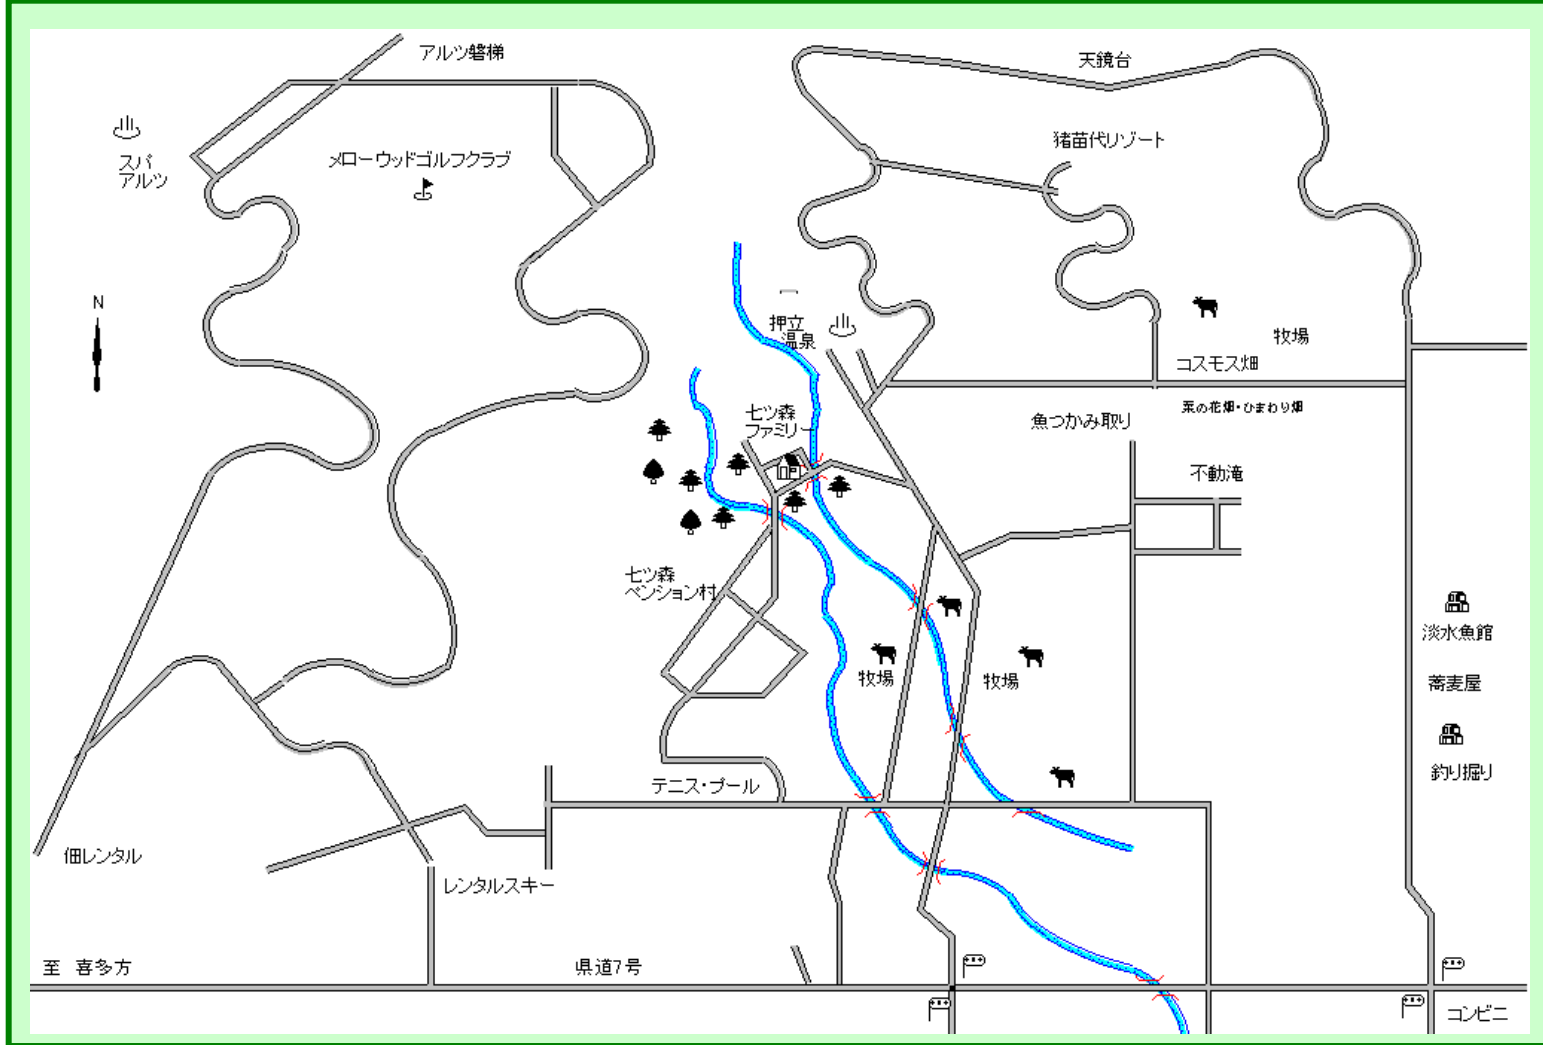 アルツ磐梯
天鏡台
スパ
アルツ
メローウッドゴルフクラブ
猪苗代リゾート
N
押立
温泉
牧場
コスモス畑
菜の花畑・ひまわり畑
七ツ森
ファミリー
魚つかみ取り
不動滝
七ツ森
ペンション村
淡水魚館
牧場
牧場
蕎麦屋
釣り掘り
テニス・プール
佃レンタル
レンタルスキー
至 喜多方
県道7号
コンビニ